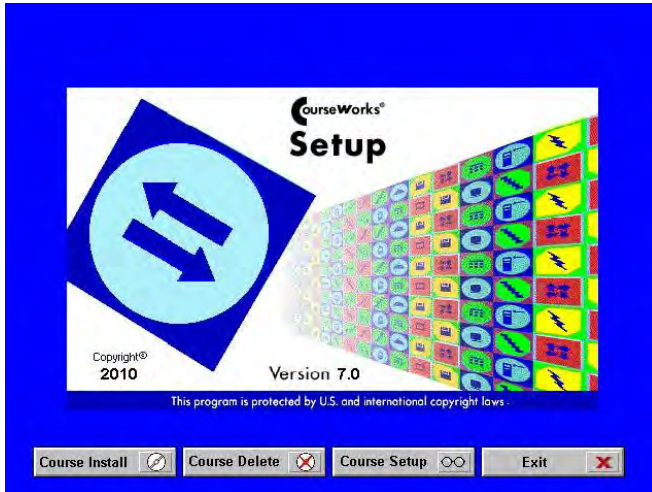 CourseWorks®
Setup
Copyright©
2010
Version 7.0
This program is protected by U.S. and international copyright laws.
Course Install
Course Delete
Course Setup
Exit